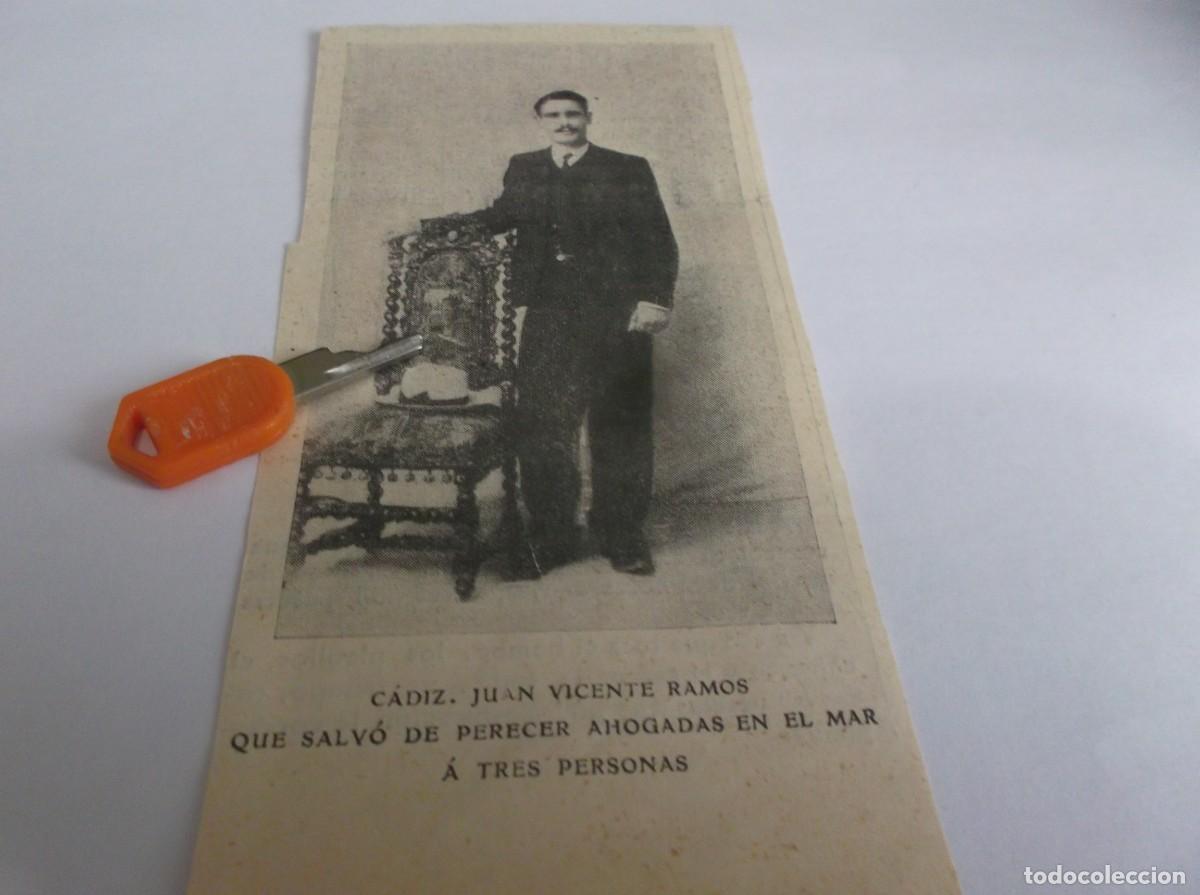 CÁDIZ. JUAN VICENTE RAMOS
QUE SALVÓ DE PERECER AHOGADAS EN EL MAR
Á TRES PERSONAS
todocoleccion